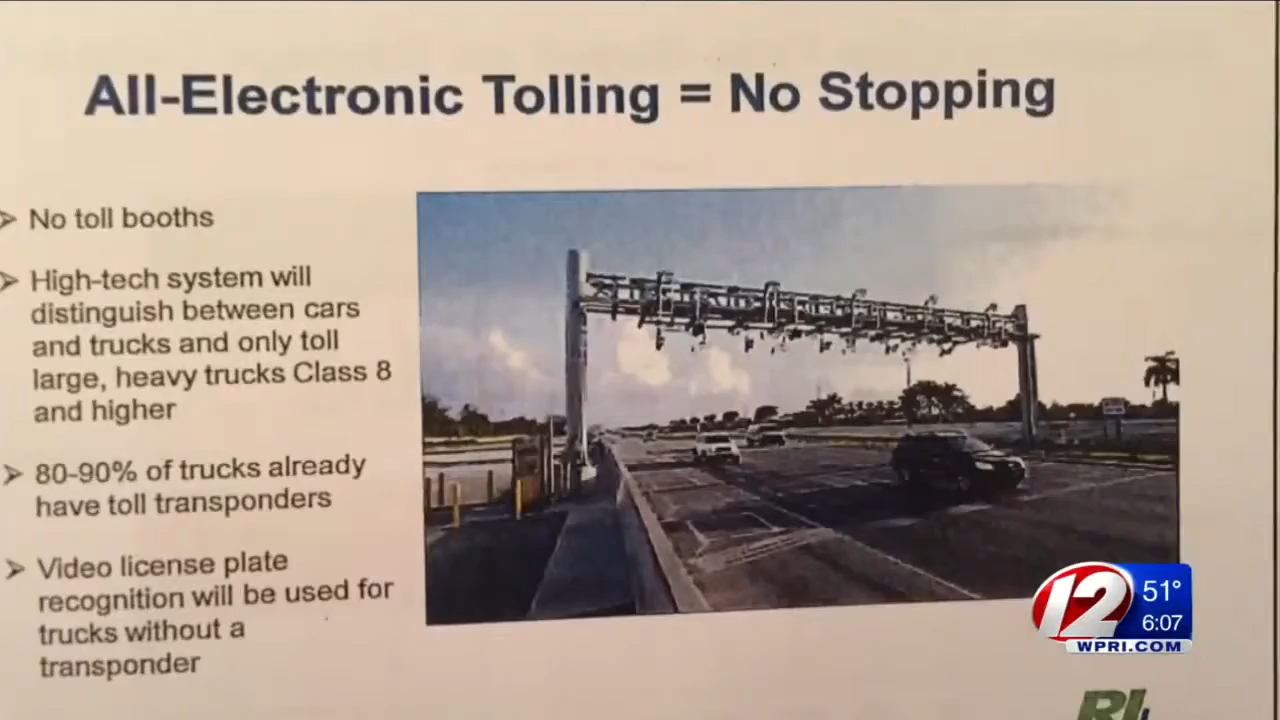 All-Electronic Tolling = No Stopping
➢ No toll booths
➢ High-tech system will
distinguish between cars
and trucks and only toll
large, heavy trucks Class 8
and higher
➢ 80-90% of trucks already
have toll transponders
➢ Video license plate
recognition will be used for
trucks without a
transponder
12
51°
6:07
WPRI.COM
RI